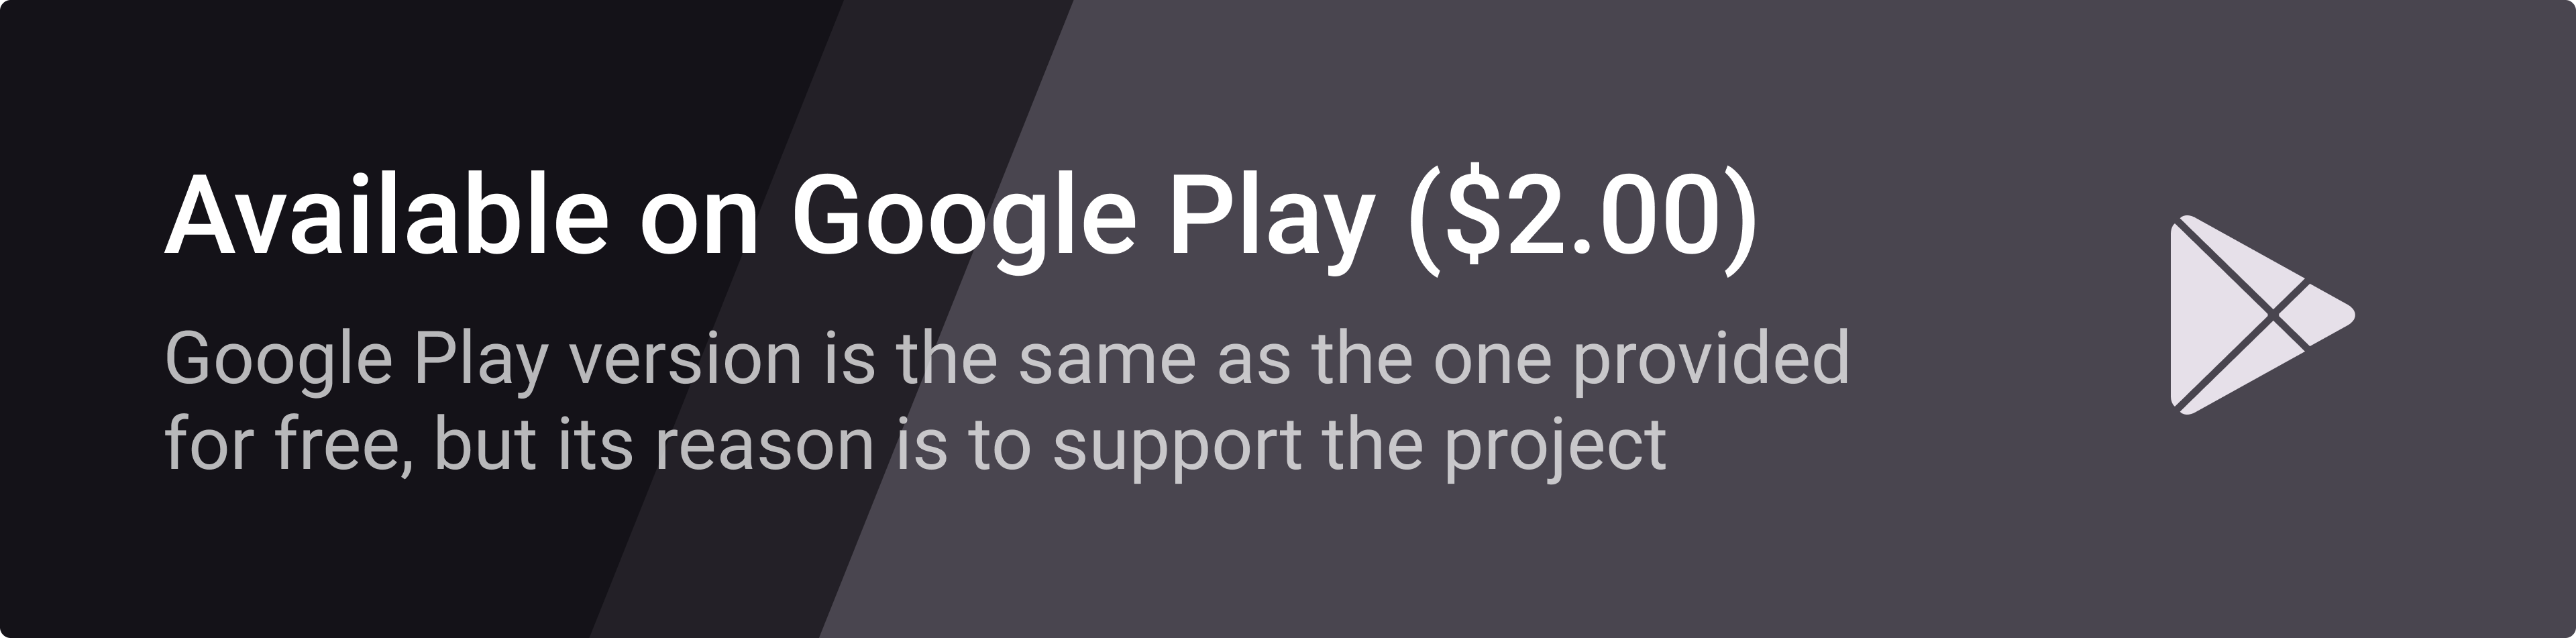 Available on Google Play ($2.00)
Google Play version is the same as the one provided
for free, but its reason is to support the project